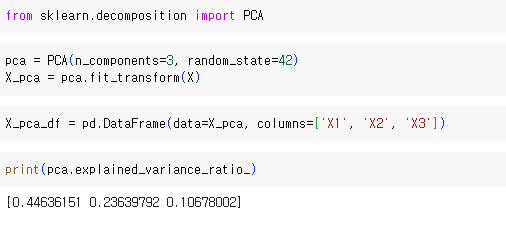 from sklearn.decomposition import PCA
pca = PCA(n_components=3, random_state=42)
X_pca = pca.fit_transform(X)
X_pca_df = pd.DataFrame(data=X_pca, columns=['X1', 'X2', 'X3'])
print(pca.explained_variance_ratio_)
[0.44636151 0.23639792 0.10678002]